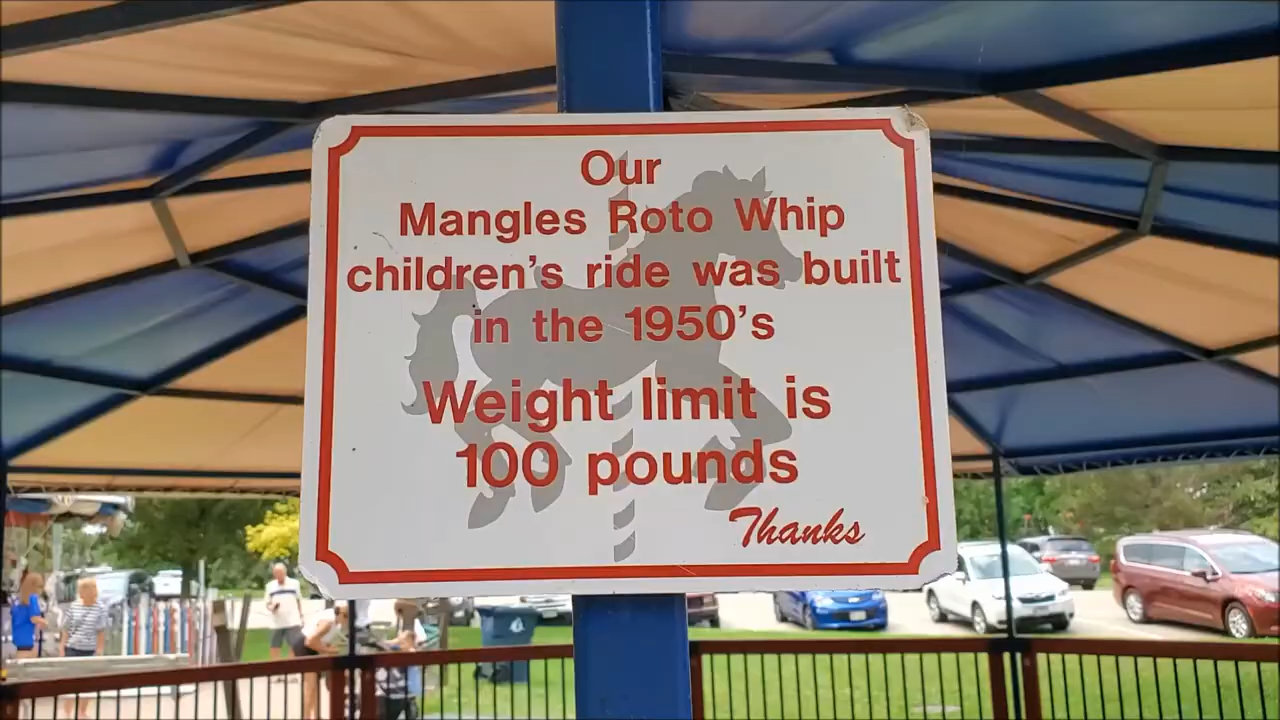 Our
Mangles Roto Whip
children's ride was built
in the 1950's
Weight limit is
100 pounds
Thanks